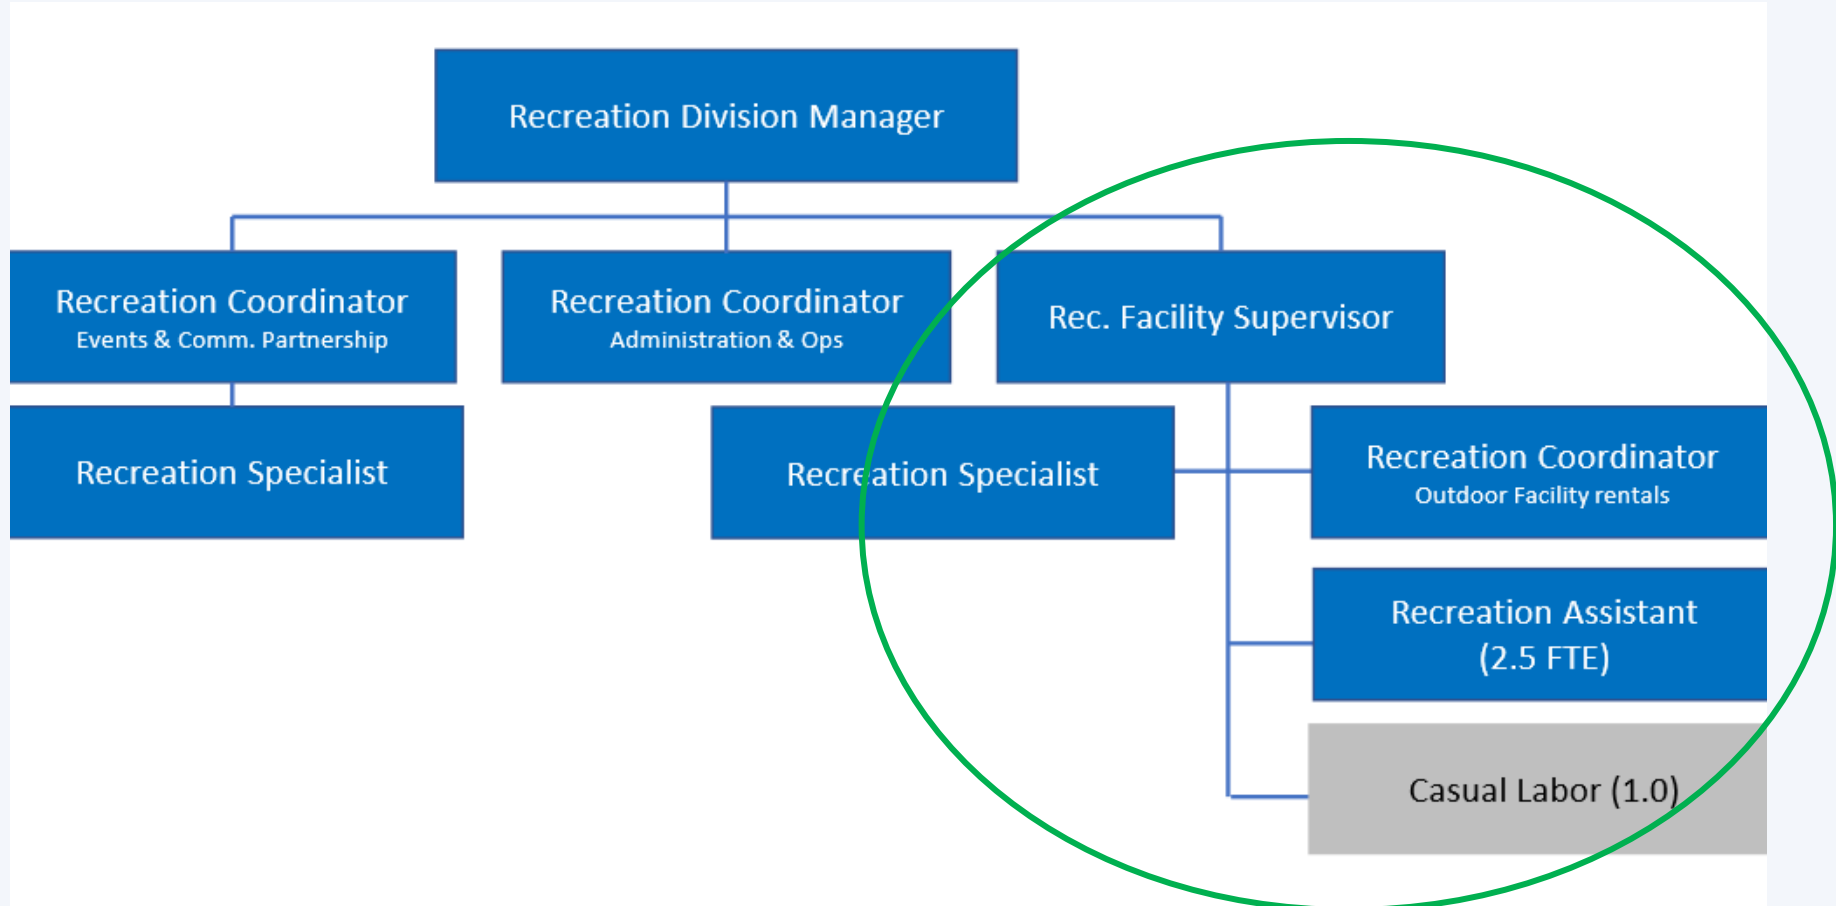 Recreation Division Manager
Recreation Coordinator
Events & Comm. Partnership
Recreation Coordinator
Administration & Ops
Rec. Facility Supervisor
Recreation Specialist
Recreation Specialist
Recreation Coordinator
Outdoor Facility rentals
Recreation Assistant
(2.5 FTE)
Casual Labor (1.0)